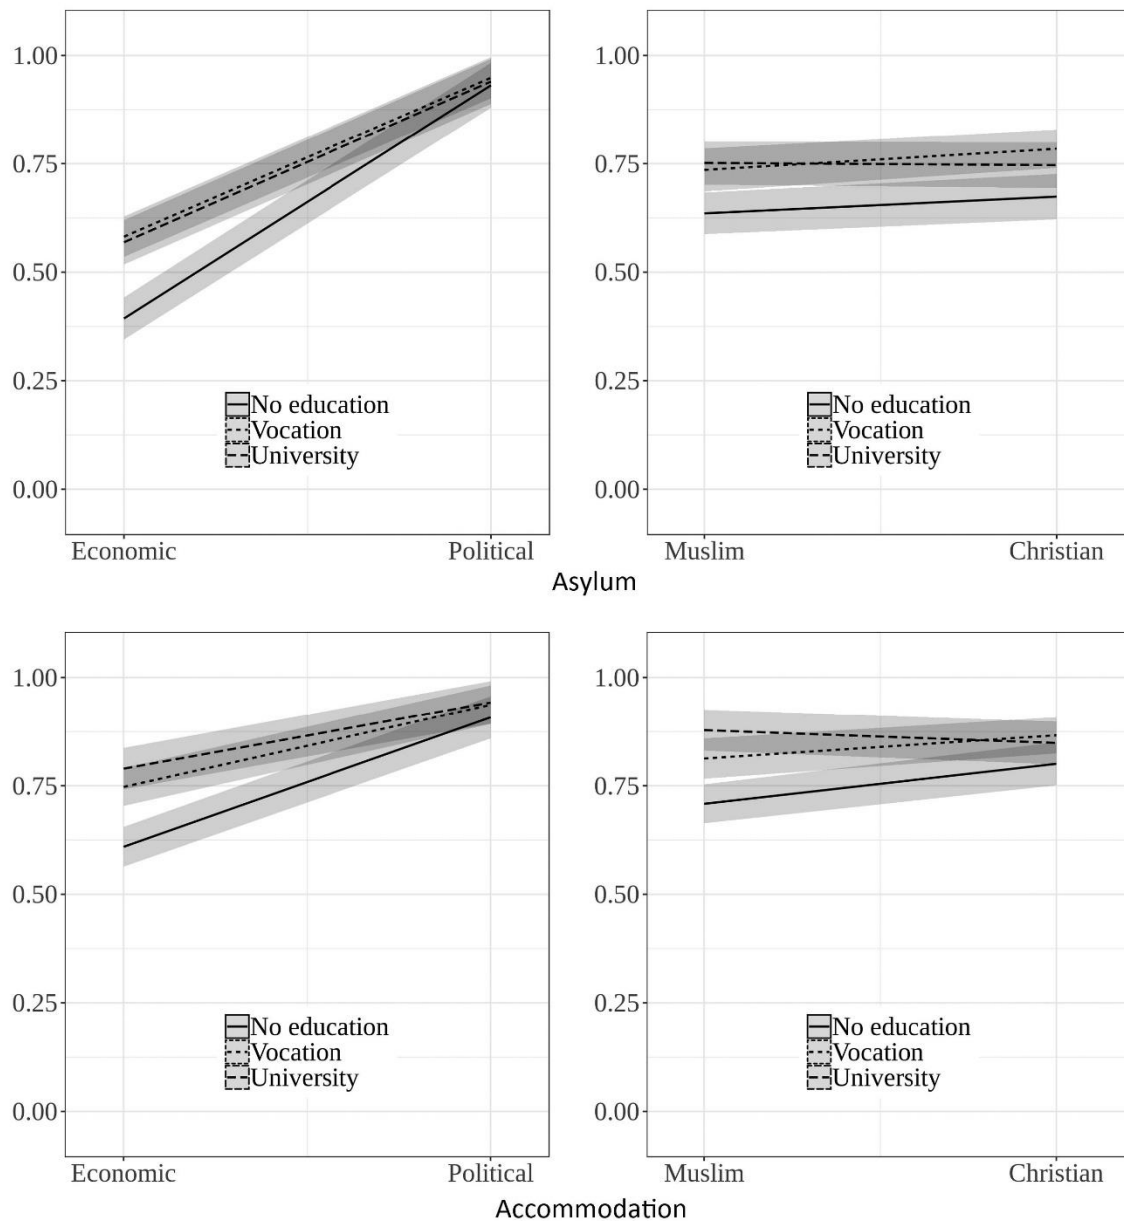 1.00
0.75
0.50
0.25
0.00
No education
Vocation
University
Economic Political
1.00
0.75
0.50
0.25
0.00
No education
Vocation
University
Muslim Christian
Asylum
1.00
0.75
0.50
0.25
0.00
No education
Vocation
University
Economic Political
1.00
0.75
0.50
0.25
0.00
No education
Vocation
University
Muslim Christian
Accommodation